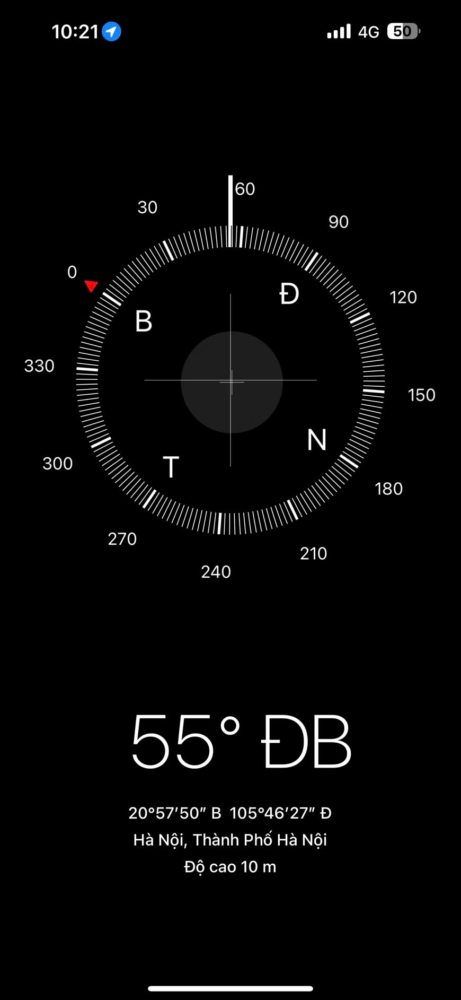 10:21 4G 50
60
30
90
0
Đ
120
B
330
150
N
300
T
180
270
210
240
55° ĐB
20°57′50″ B 105°46′27″ Đ
Hà Nội, Thành Phố Hà Nội
Độ cao 10 m